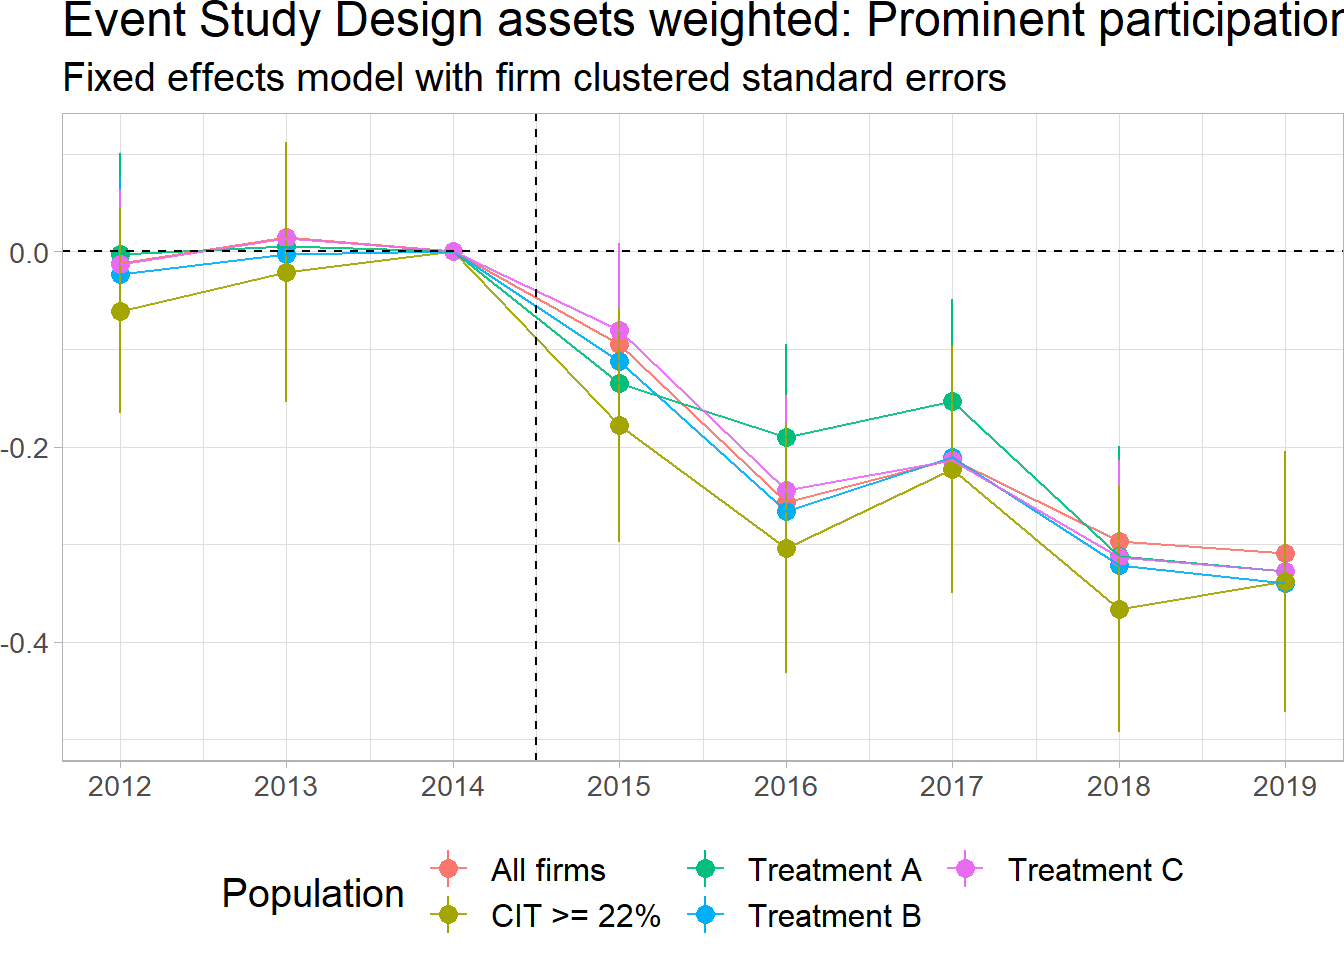 Event Study Design assets weighted: Prominent participation
Fixed effects model with firm clustered standard errors
0.0
-0.2
-0.4
2012 2013 2014 2015 2016 2017 2018 2019
Population
All firms Treatment A Treatment C
CIT >= 22% Treatment B